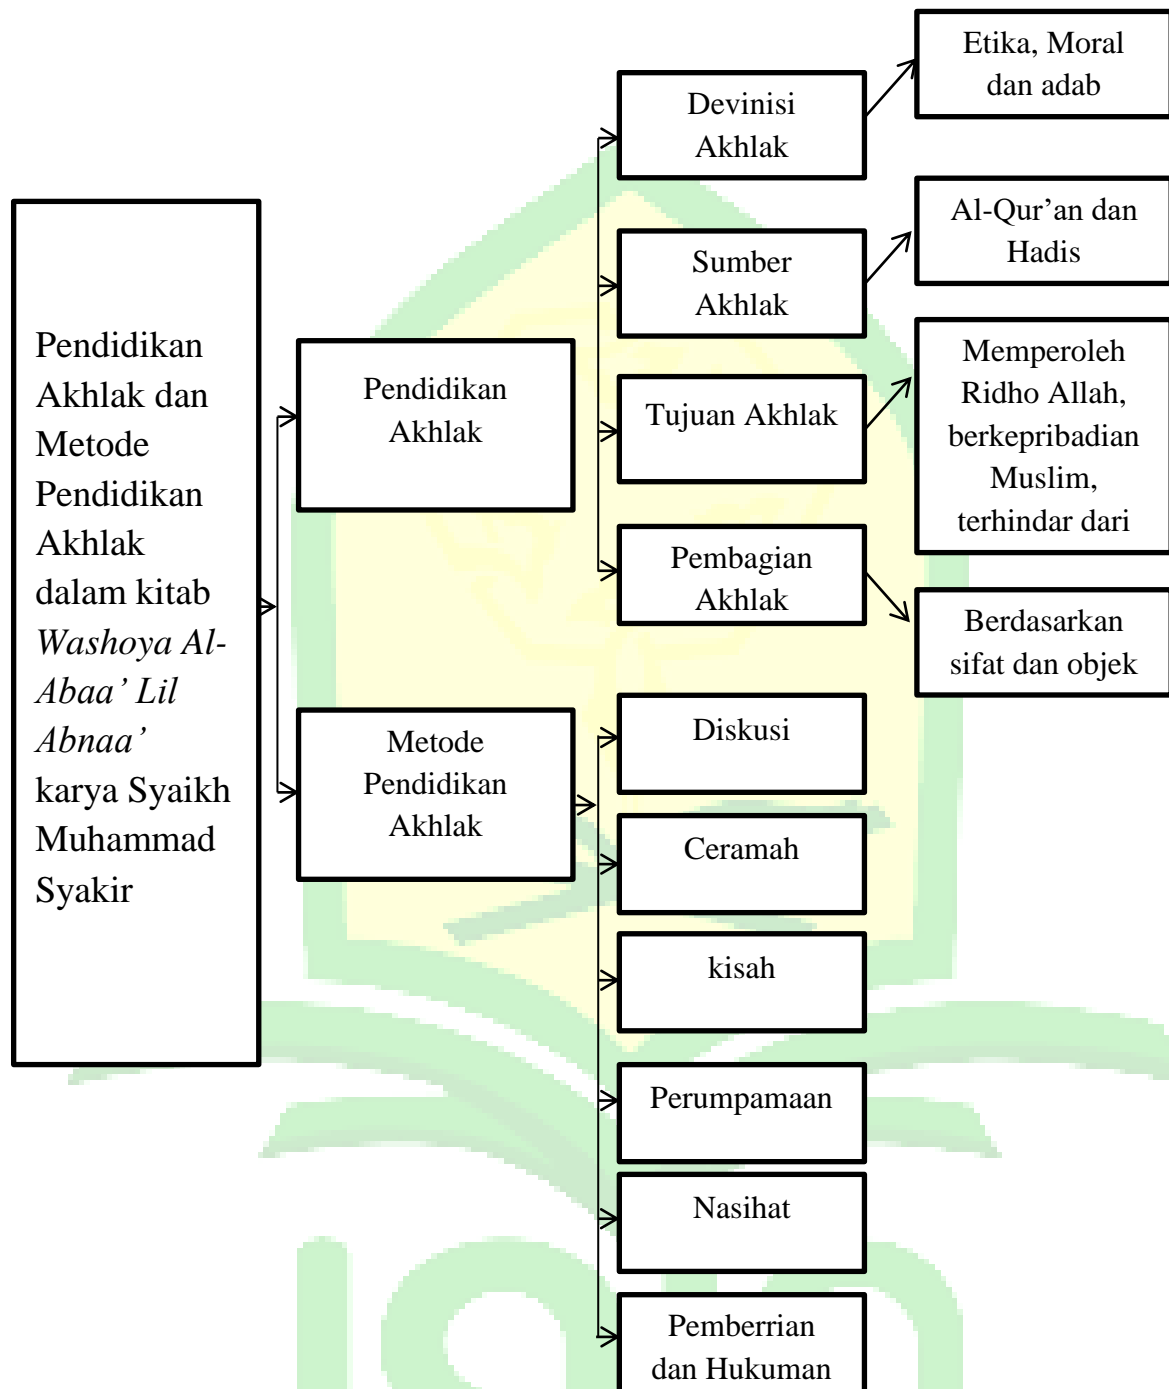 Pendidikan
Akhlak dan
Metode
Pendidikan
Akhlak
dalam kitab
Washoya Al-
Abaa’ Lil
Abnaa’
karya Syaikh
Muhammad
Syakir
Pendidikan
Akhlak
Devinisi
Akhlak
Etika, Moral
dan adab
Sumber
Akhlak
Al-Qur’an dan
Hadis
Tujuan Akhlak
Memperoleh
Ridho Allah,
berkepribadian
Muslim,
terhindar dari
Pembagian
Akhlak
Berdasarkan
sifat dan objek
Metode
Pendidikan
Akhlak
Diskusi
Ceramah
kisah
Perumpamaan
Nasihat
Pemberrian
dan Hukuman